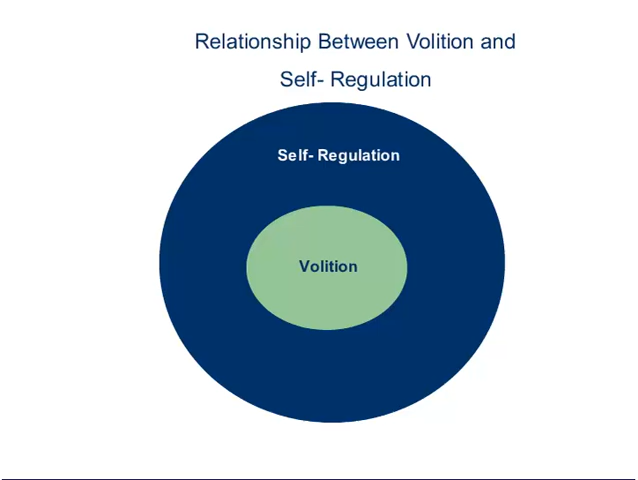 Relationship Between Volition and
Self- Regulation
Self- Regulation
Volition